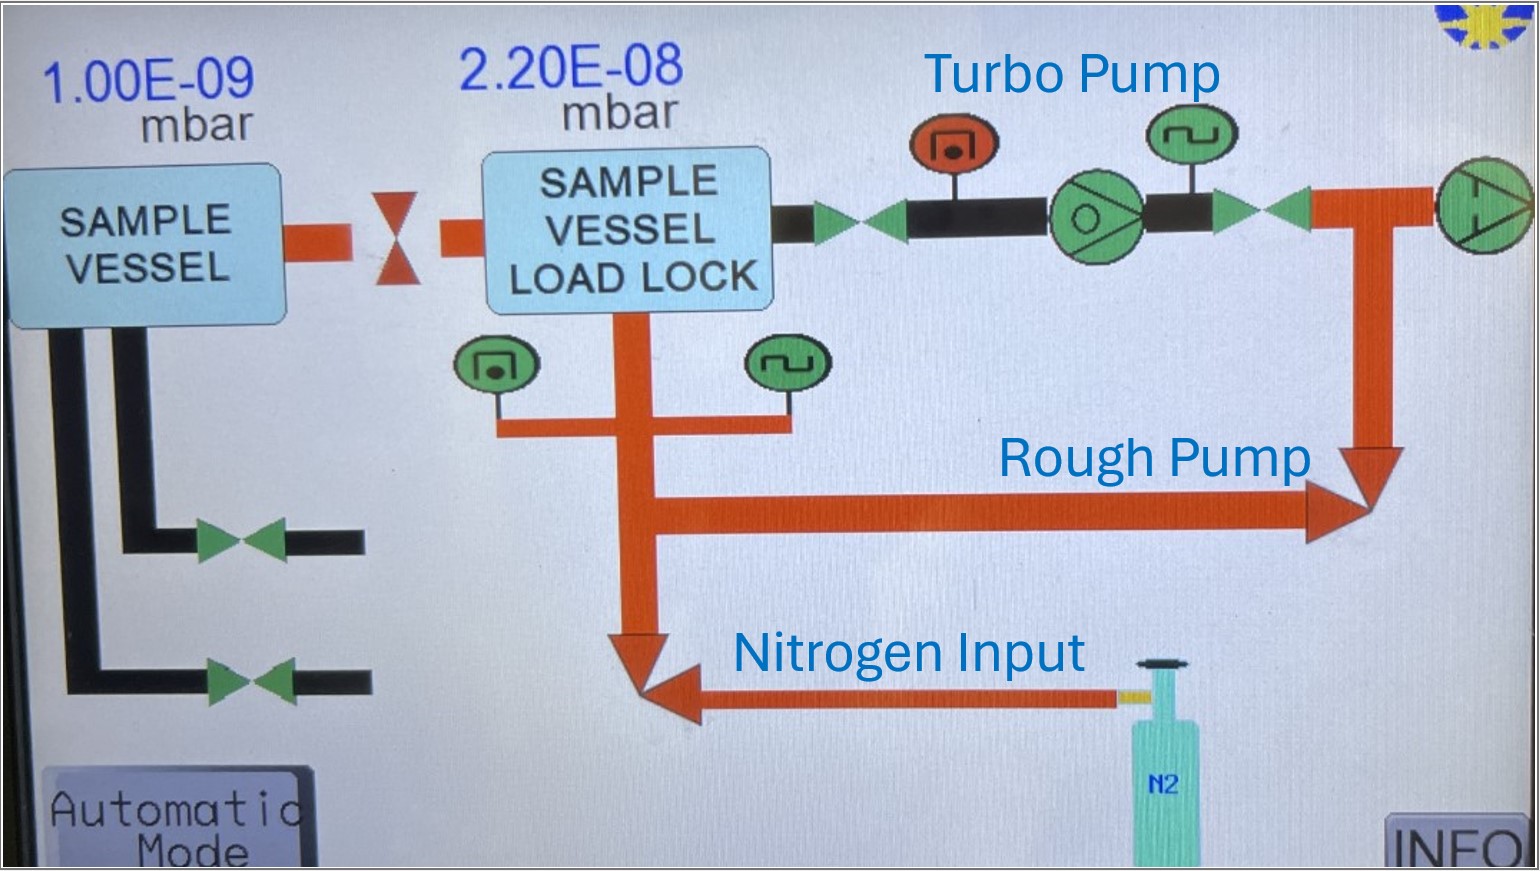 1.00E-09
mbar
2.20E-08
mbar
Turbo Pump
SAMPLE
VESSEL
SAMPLE
VESSEL
LOAD LOCK
Rough Pump
Nitrogen Input
N2
Automatic
Mode
INFO